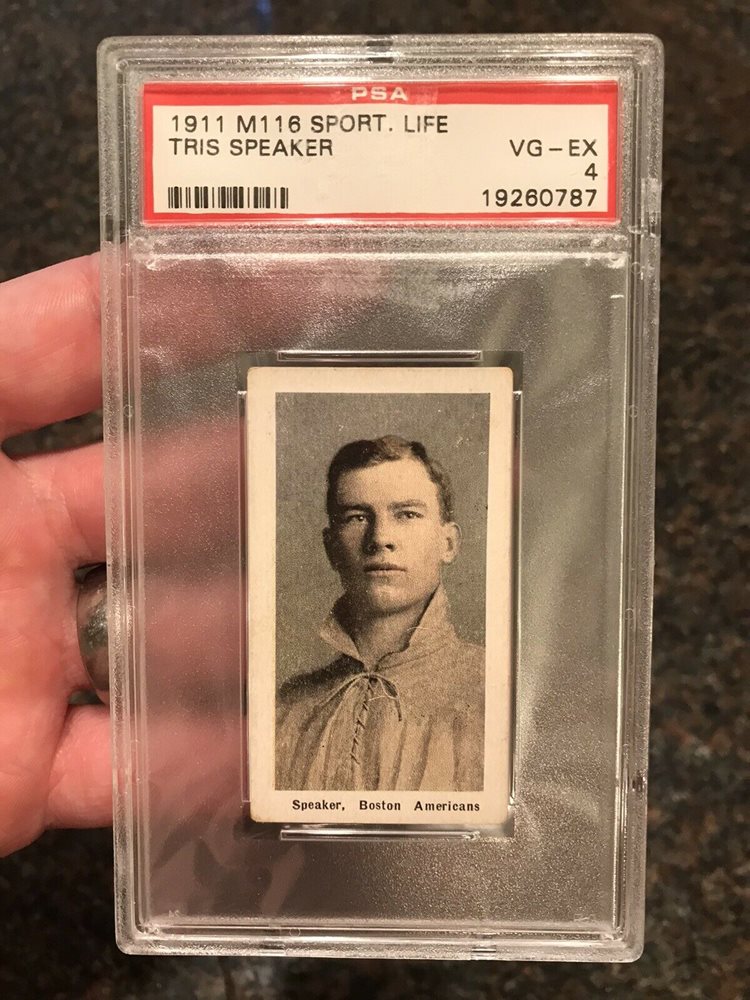 PSA
1911 M116 SPORT. LIFE
TRIS SPEAKER VG-EX
4
19260787
Speaker, Boston Americans